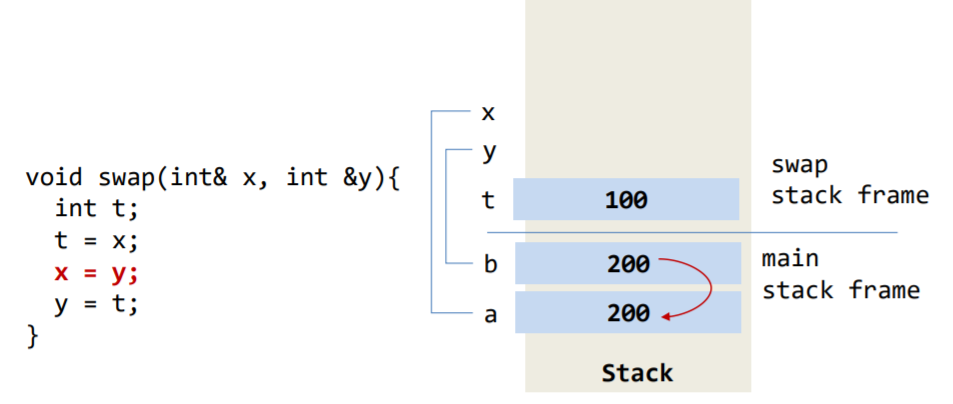 void swap(int& x, int &y){
int t;
t = x;
x = y;
y = t;
}
x
y
t
100
swap
stack frame
b
200
main
stack frame
a
200
Stack